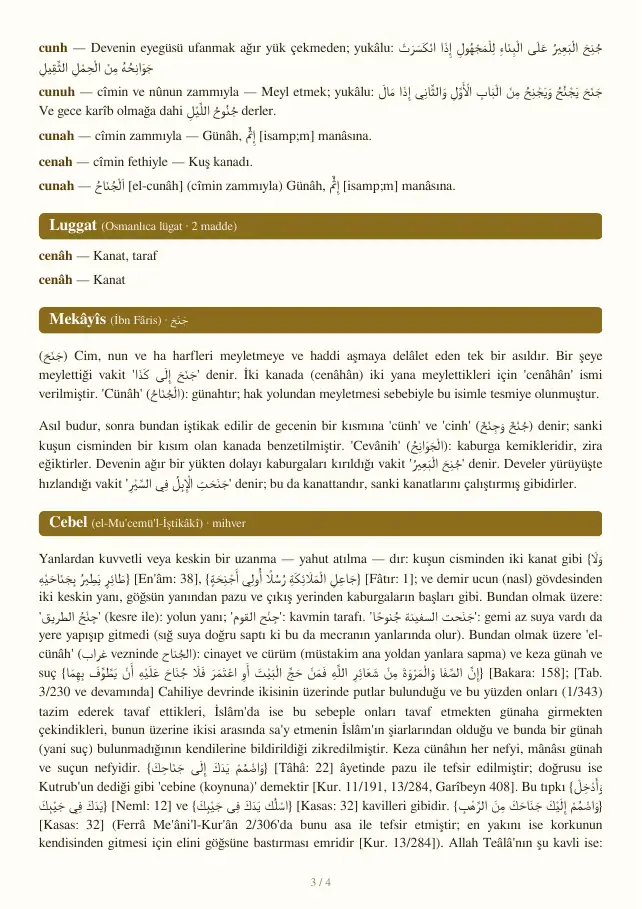 cunh — Devenin eyegüsü ufanmak ağır yük çekmeden; yukâlu: جُنِحَ الْبَعِيرُ عَلَى الْبِنَاءِ لِلْمَجْهُولِ إِذَا انْكَسَرَتْ
جَوَانِحُهُ مِنَ الْحِمْلِ الثَّقِيلِ
cunuh — cîmin ve nûnun zammıyla — Meyl etmek; yukâlu: جَنَحَ يَجْنُحُ وَيَجْنِحُ مِنَ الْبَابِ الْأَوَّلِ وَالثَّانِي إِذَا مَالَ
Ve gece karîb olmağa dahi جُنُوحُ اللَّيْلِ derler.
cunah — cîmin zammıyla — Günâh, إِثْمٌ [isamp;m] manâsına.
cenah — cîmin fethiyle — Kuş kanadı.
cunah — اَلْجُنَاحُ [el-cunâh] (cîmin zammıyla) Günâh, إِثْمٌ [isamp;m] manâsına.
Luggat (Osmanlıca lügat · 2 madde)
cenâh — Kanat, taraf
cenâh — Kanat
Mekâyîs (İbn Fâris) · جَنَحَ
(جَنَحَ) Cim, nun ve ha harfleri meyletmeye ve haddi aşmaya delâlet eden tek bir asıldır. Bir şeye
meylettiği vakit 'جَنَحَ إِلَى كَذَا' denir. İki kanada (cenâhân) iki yana meylettikleri için 'cenâhân' ismi
verilmiştir. 'Cünâh' (الْجُنَاحُ): günahtır; hak yolundan meyletmesi sebebiyle bu isimle tesmiye olunmuştur.
Asıl budur, sonra bundan iştikak edilir de gecenin bir kısmına 'cünh' ve 'cinh' (جُنْحٌ وَجِنْحٌ) denir; sanki
kuşun cisminden bir kısım olan kanada benzetilmiştir. 'Cevânih' (الْجَوَانِحُ): kaburga kemikleridir, zira
eğiktirler. Devenin ağır bir yükten dolayı kaburgaları kırıldığı vakit 'جُنِحَ الْبَعِيرُ' denir. Develer yürüyüşte
hızlandığı vakit 'جَنَحَتِ الْإِبِلُ فِي السَّيْرِ' denir; bu da kanattandır, sanki kanatlarını çalıştırmış gibidirler.
Cebel (el-Mu'cemü'l-İştikâkî) · mihver
Yanlardan kuvvetli veya keskin bir uzanma — yahut atılma — dır: kuşun cisminden iki kanat gibi {وَلَا
طَائِرٍ يَطِيرُ بِجَنَاحَيْهِ} [En'âm: 38], {جَاعِلِ الْمَلَائِكَةِ رُسُلًا أُولِي أَجْنِحَةٍ} [Fâtır: 1]; ve demir ucun (nasl) gövdesinden
iki keskin yanı, göğsün yanından pazu ve çıkış yerinden kaburgaların başları gibi. Bundan olmak üzere:
'جِنْح الطريق' (kesre ile): yolun yanı; 'جِنْح القوم': kavmin tarafı. 'جَنَحت السفينة جُنوحًا': gemi az suya vardı da
yere yapışıp gitmedi (sığ suya doğru saptı ki bu da mecranın yanlarında olur). Bundan olmak üzere 'el-
cünâh' (غراب vezninde الجُناح): cinayet ve cürüm (müstakim ana yoldan yanlara sapma) ve keza günah ve
suç {إِنَّ الصَّفَا وَالْمَرْوَةَ مِنْ شَعَائِرِ اللَّهِ فَمَنْ حَجَّ الْبَيْتَ أَوِ اعْتَمَرَ فَلَا جُنَاحَ عَلَيْهِ أَنْ يَطَّوَّفَ بِهِمَا} [Bakara: 158]; [Tab.
3/230 ve devamında] Cahiliye devrinde ikisinin üzerinde putlar bulunduğu ve bu yüzden onları (1/343)
tazim ederek tavaf ettikleri, İslâm'da ise bu sebeple onları tavaf etmekten günaha girmekten
çekindikleri, bunun üzerine ikisi arasında sa'y etmenin İslâm'ın şiarlarından olduğu ve bunda bir günah
(yani suç) bulunmadığının kendilerine bildirildiği zikredilmiştir. Keza cünâhın her nefyi, mânâsı günah
ve suçun nefyidir. {وَاضْمُمْ يَدَكَ إِلَى جَنَاحِكَ} [Tâhâ: 22] âyetinde pazu ile tefsir edilmiştir; doğrusu ise
Kutrub'un dediği gibi 'cebine (koynuna)' demektir [Kur. 11/191, 13/284, Garîbeyn 408]. Bu tıpkı {وَأَدْخِلْ
يَدَكَ فِي جَيْبِكَ} [Neml: 12] ve {اسْلُكْ يَدَكَ فِي جَيْبِكَ} [Kasas: 32] kavilleri gibidir. {وَاضْمُمْ إِلَيْكَ جَنَاحَكَ مِنَ الرَّهْبِ}
[Kasas: 32] (Ferrâ Me'âni'l-Kur'ân 2/306'da bunu asa ile tefsir etmiştir; en yakını ise korkunun
kendisinden gitmesi için elini göğsüne bastırması emridir [Kur. 13/284]). Allah Teâlâ'nın şu kavli ise:
3 / 4